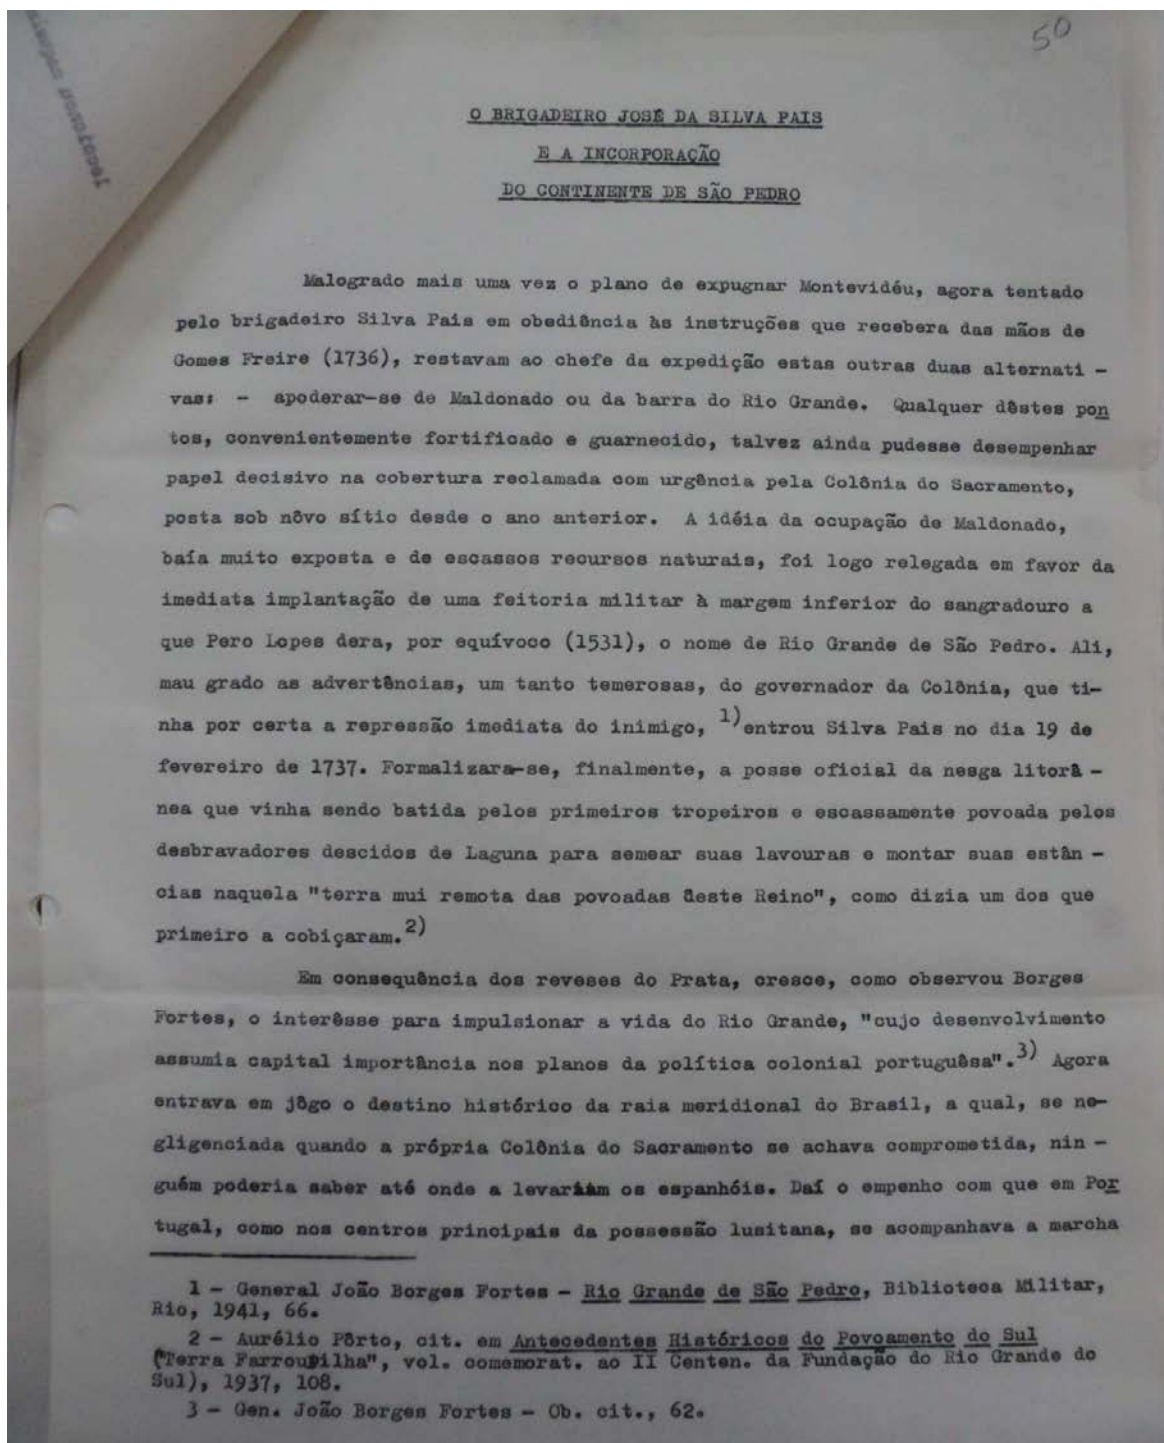 50
O BRIGADEIRO JOSÉ DA SILVA PAIS
E A INCORPORAÇÃO
DO CONTINENTE DE SÃO PEDRO
Malogrado mais uma vez o plano de expugnar Montevidéu, agora tentado
pelo brigadeiro Silva Pais em obediência às instruções que recebera das mãos de
Gomes Freire (1736), restavam ao chefe da expedição estas outras duas alternati -
vas: - apoderar-se de Maldonado ou da barra do Rio Grande. Qualquer dêstes pon
tos, convenientemente fortificado e guarnecido, talvez ainda pudesse desempenhar
papel decisivo na cobertura reclamada com urgência pela Colônia do Sacramento,
posta sob nôvo sítio desde o ano anterior. A idéia da ocupação de Maldonado,
baía muito exposta e de escassos recursos naturais, foi logo relegada em favor da
imediata implantação de uma feitoria militar à margem inferior do sangradouro a
que Pero Lopes dera, por equívoco (1531), o nome de Rio Grande de São Pedro. Ali,
mau grado as advertências, um tanto temerosas, do governador da Colônia, que ti-
nha por certa a repressão imediata do inimigo, 1) entrou Silva Pais no dia 19 de
fevereiro de 1737. Formalizara-se, finalmente, a posse oficial da nesga litorâ -
nea que vinha sendo batida pelos primeiros tropeiros e escassamente povoada pelos
desbravadores descidos de Laguna para semear suas lavouras e montar suas estân -
cias naquela "terra mui remota das povoadas deste Reino", como dizia um dos que
primeiro a cobiçaram. 2)
Em consequência dos reveses do Prata, cresce, como observou Borges
Fortes, o interêsse para impulsionar a vida do Rio Grande, "cujo desenvolvimento
assumia capital importância nos planos da política colonial portuguêsa". 3) Agora
entrava em jôgo o destino histórico da raia meridional do Brasil, a qual, se ne-
gligenciada quando a própria Colônia do Sacramento se achava comprometida, nin -
guém poderia saber até onde a levariam os espanhóis. Daí o empenho com que em Por
tugal, como nos centros principais da possessão lusitana, se acompanhava a marcha
1 - General João Borges Fortes - Rio Grande de São Pedro, Biblioteca Militar,
Rio, 1941, 66.
2 - Aurélio Pôrto, cit. em Antecedentes Históricos do Povoamento do Sul
("Terra Farroupilha", vol. comemorat. ao II Centen. da Fundação do Rio Grande do
Sul), 1937, 108.
3 - Gen. João Borges Fortes - Ob. cit., 62.